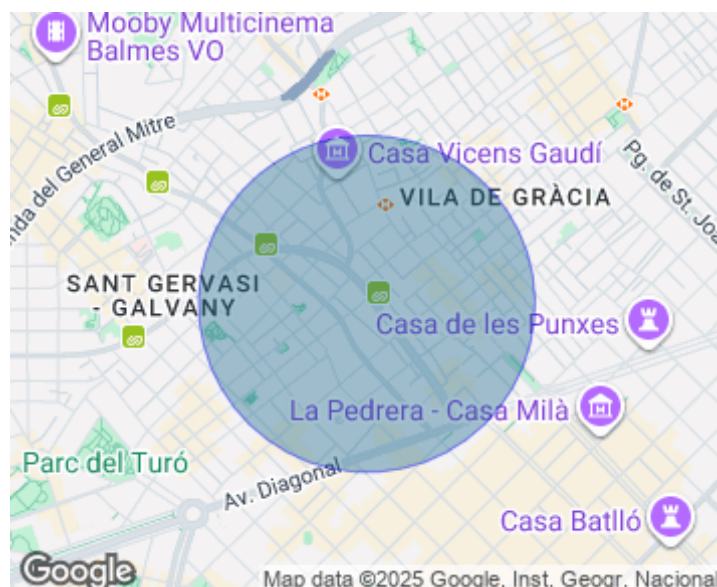 Mooby Multicinema
Balmes VO
nda del General Mitre
Casa Vicens Gaudí
VILA DE GRÀCIA
Pg. de St. Joa
SANT GERVASI
- GALVANY
Casa de les Punxes
La Pedrera - Casa Milà
Parc del Turó
Av. Diagonal
Casa Batlló
Google
Map data ©2025 Google, Inst. Geogr. Nacional